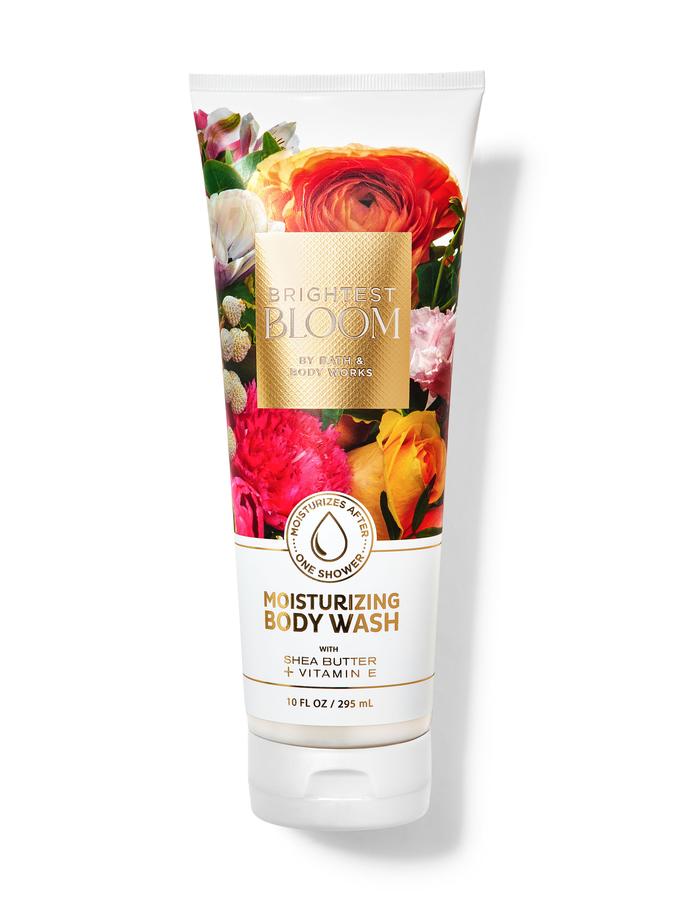 BRIGHTEST
BLOOM
BY BATH &
BODY WORKS
MOISTURIZES AFTER
ONE SHOWER
MOISTURIZING
BODY WASH
WITH
SHEA BUTTER
+ VITAMIN E
10 FL OZ / 295 mL